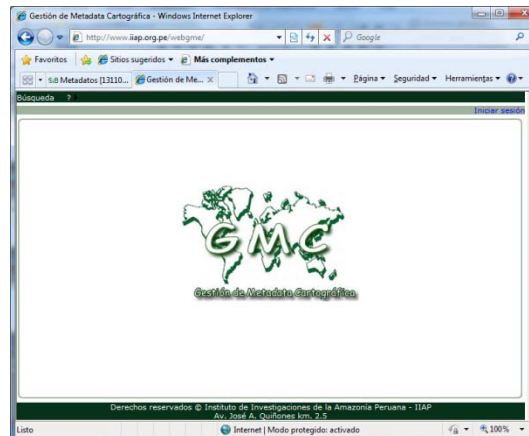 Gestión de Metadata Cartográfica - Windows Internet Explorer
http://www.iiap.org.pe/webgmc/
Google
Favoritos Sitios sugeridos Más complementos
Metadatos [13110... Gestión de Me... X Página Seguridad Herramientas
Búsqueda ?
Iniciar sesión
GMC
Gestión de Metadata Cartográfica
Derechos reservados © Instituto de Investigaciones de la Amazonía Peruana - IIAP
Av. José A. Quiñones km. 2.5
Listo Internet | Modo protegido: activado 100%